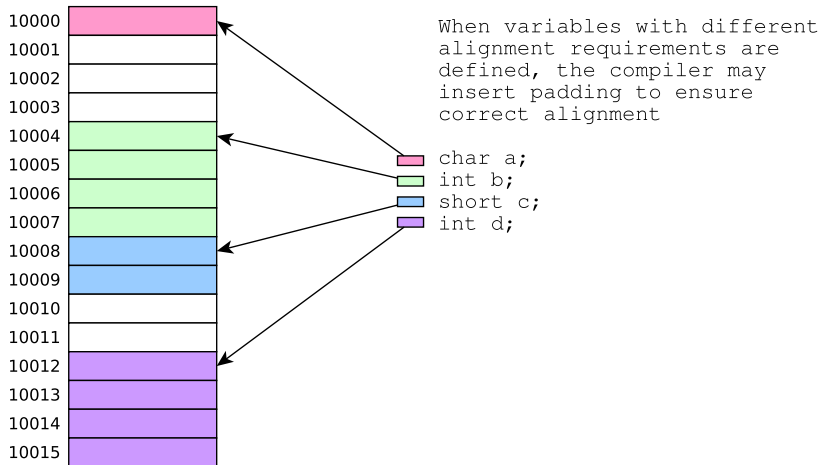 10000
10001
10002
10003
10004
10005
10006
10007
10008
10009
10010
10011
10012
10013
10014
10015
When variables with different
alignment requirements are
defined, the compiler may
insert padding to ensure
correct alignment
char a;
int b;
short c;
int d;